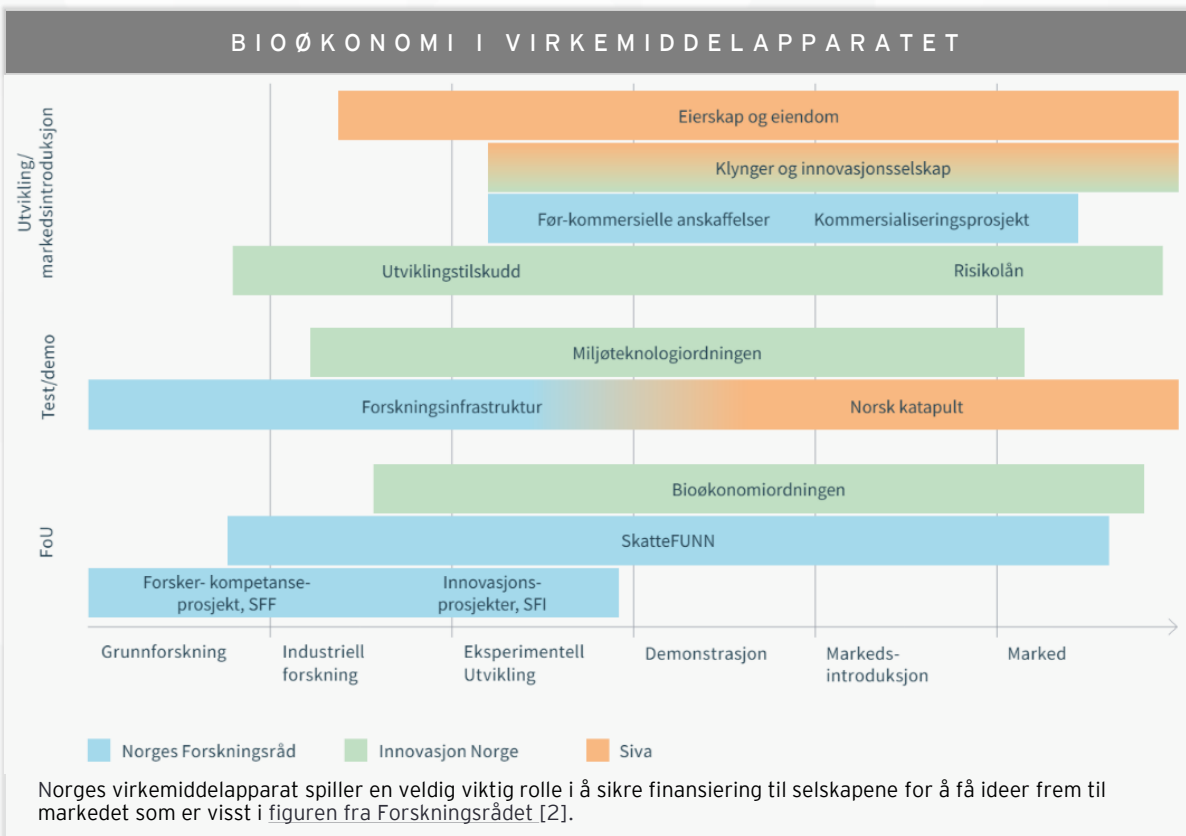 BIOØKONOMI I VIRKEMIDDELAPPARATET
Utvikling/
markedsintroduksjon
Eierskap og eiendom
Klynger og innovasjonsselskap
Før-kommersielle anskaffelser
Kommersialiseringsprosjekt
Utviklingstilskudd
Risikolån
Test/demo
Miljøteknologiordningen
Forskningsinfrastruktur
Norsk katapult
FoU
Bioøkonomiordningen
SkatteFUNN
Forsker- kompetanse-
prosjekt, SFF
Innovasjons-
prosjekter, SFI
Grunnforskning
Industriell
forskning
Eksperimentell
Utvikling
Demonstrasjon
Markeds-
introduksjon
Marked
Norges Forskningsråd
Innovasjon Norge
Siva
Norges virkemiddelapparat spiller en veldig viktig rolle i å sikre finansiering til selskapene for å få ideer frem til
markedet som er visst i figuren fra Forskningsrådet [2].